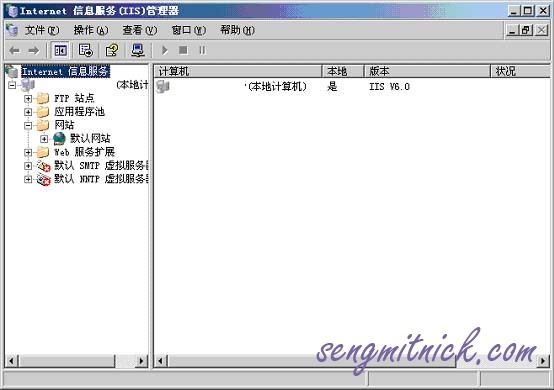 Internet 信息服务(IIS)管理器
文件(F) 操作(A) 查看(V) 窗口(W) 帮助(H)
Internet 信息服务
(本地计
FTP 站点
应用程序池
网站
默认网站
Web 服务扩展
默认 SMTP 虚拟服务器
默认 NNTP 虚拟服务器
计算机 本地 版本 状况
(本地计算机) 是 IIS V6.0
sengmitnick.com